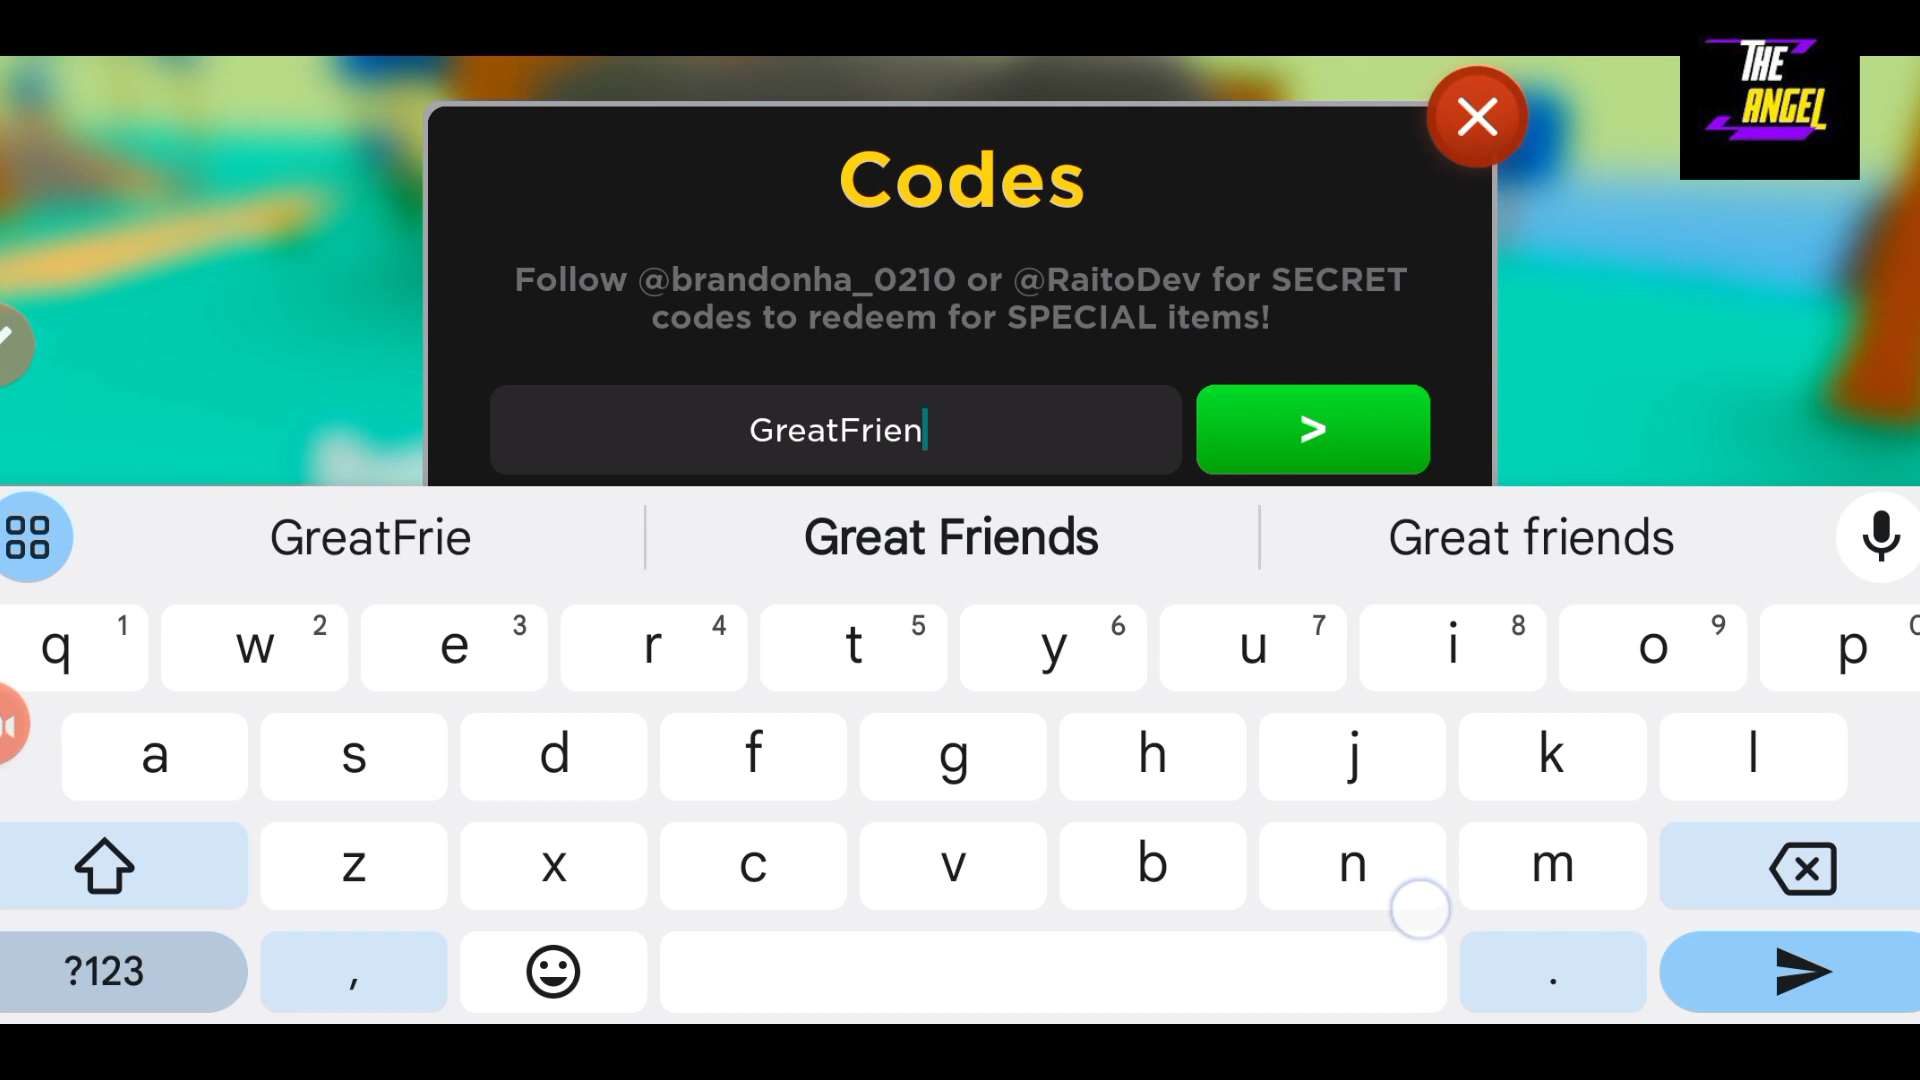 THE
ANGEL
Codes
Follow @brandonha_0210 or @RaitoDev for SECRET
codes to redeem for SPECIAL items!
GreatFrien >
GreatFrie Great Friends Great friends
q 1 w 2 e 3 r 4 t 5 y 6 u 7 i 8 o 9 p 0
a s d f g h j k l
z x c v b n m
?123 , .